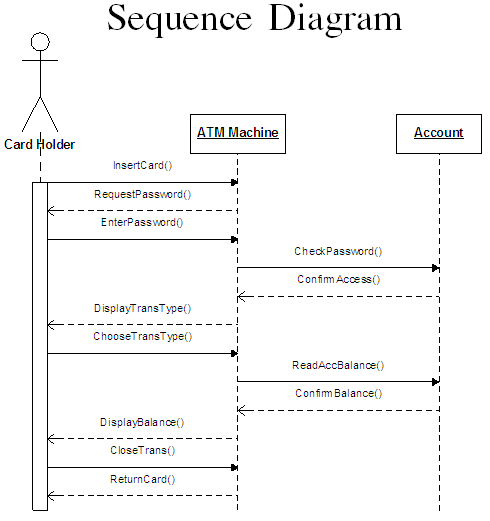 Sequence Diagram
Card Holder
ATM Machine
Account
InsertCard()
RequestPassword()
EnterPassword()
CheckPassword()
ConfirmAccess()
DisplayTransType()
ChooseTransType()
ReadAccBalance()
ConfirmBalance()
DisplayBalance()
CloseTrans()
ReturnCard()